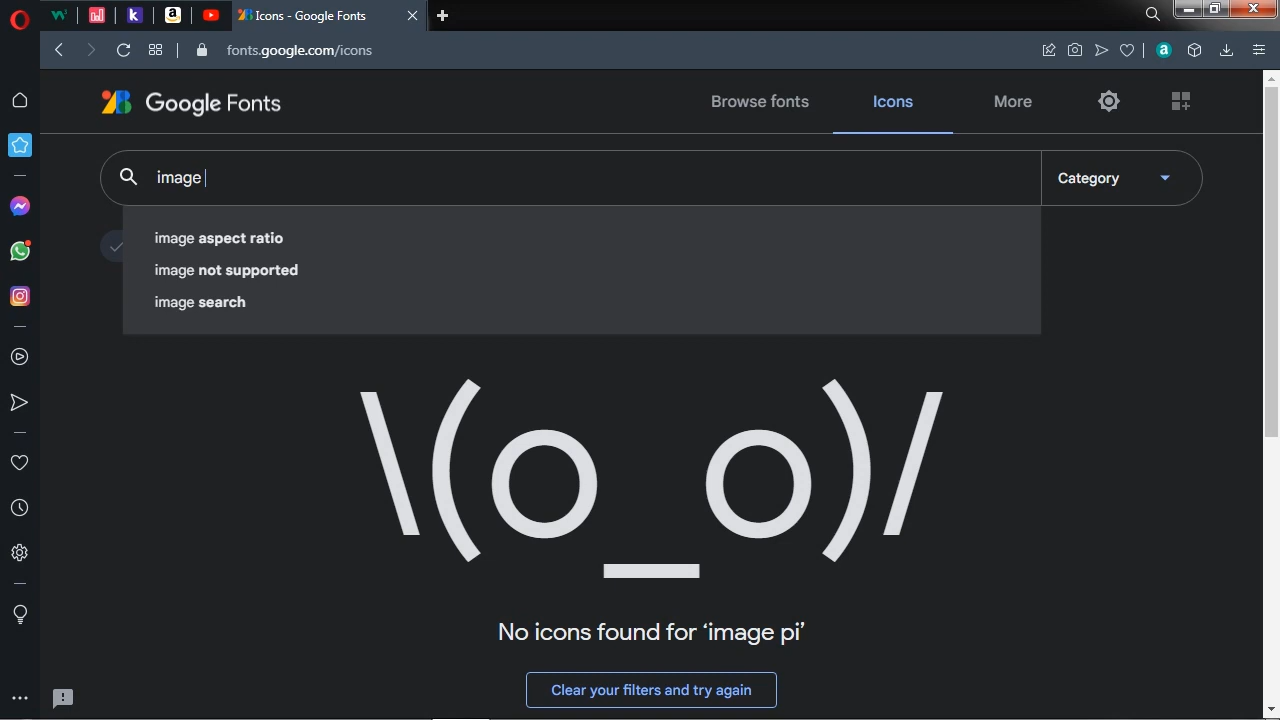 Icons - Google Fonts
fonts.google.com/icons
Google Fonts
Browse fonts
Icons
More
image
Category
image aspect ratio
image not supported
image search
\(o_o)/
No icons found for ‘image pi’
Clear your filters and try again